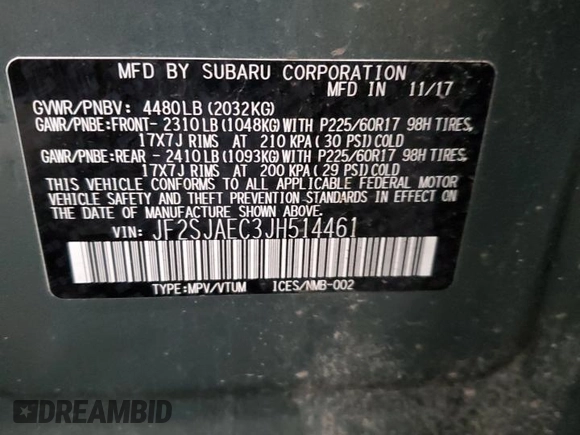 MFD BY SUBARU CORPORATION
MFD IN 11/17
GVWR/PNBV: 4480LB (2032KG)
GAWR/PNBE:FRONT- 2310LB (1048KG)WITH P225/60R17 98H TIRES,
17X7J RIMS AT 210 KPA (30 PSI)COLD
GAWR/PNBE:REAR - 2410LB (1093KG)WITH P225/60R17 98H TIRES,
17X7J RIMS AT 200 KPA (29 PSI)COLD
THIS VEHICLE CONFORMS TO ALL APPLICABLE FEDERAL MOTOR
VEHICLE SAFETY AND THEFT PREVENTION STANDARDS IN EFFECT ON
THE DATE OF MANUFACTURE SHOWN ABOVE.
VIN: JF2SJAEC3JH514461
TYPE:MPV/VTUM ICES/NMB-002
DREAMBID